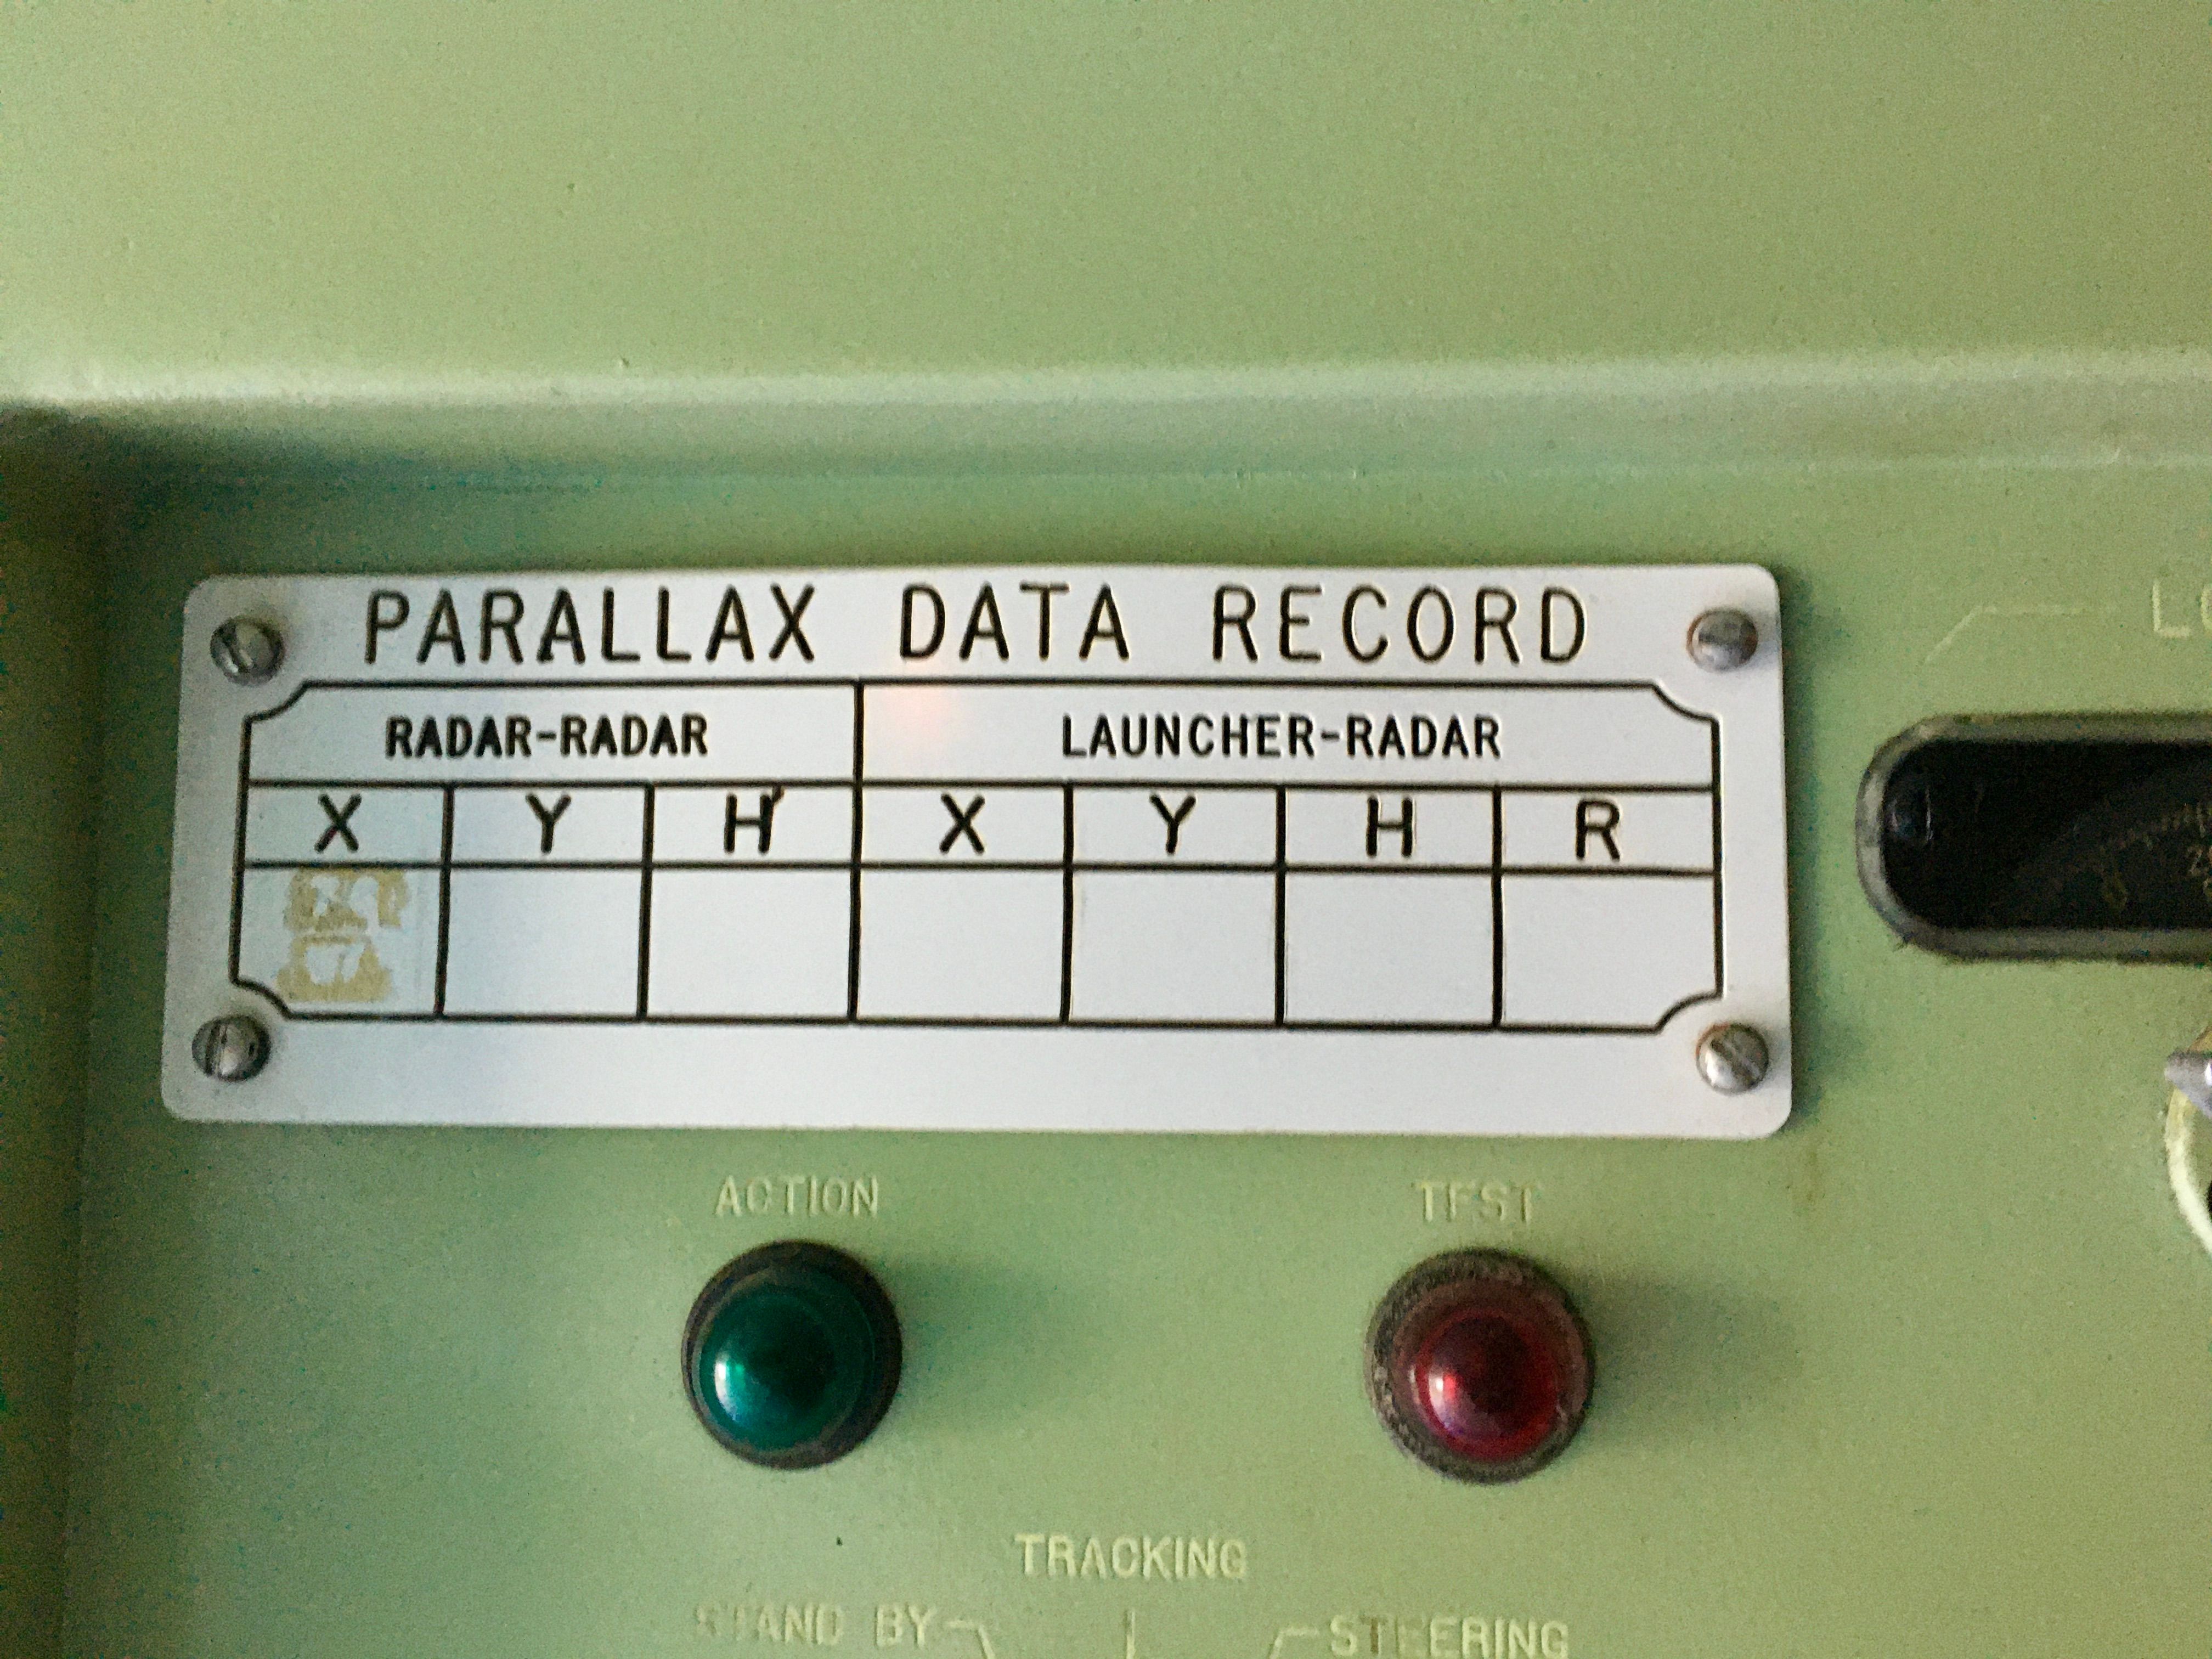 PARALLAX DATA RECORD
RADAR-RADAR LAUNCHER-RADAR
X Y H X Y H R
ACTION TEST
TRACKING
STAND BY STEERING